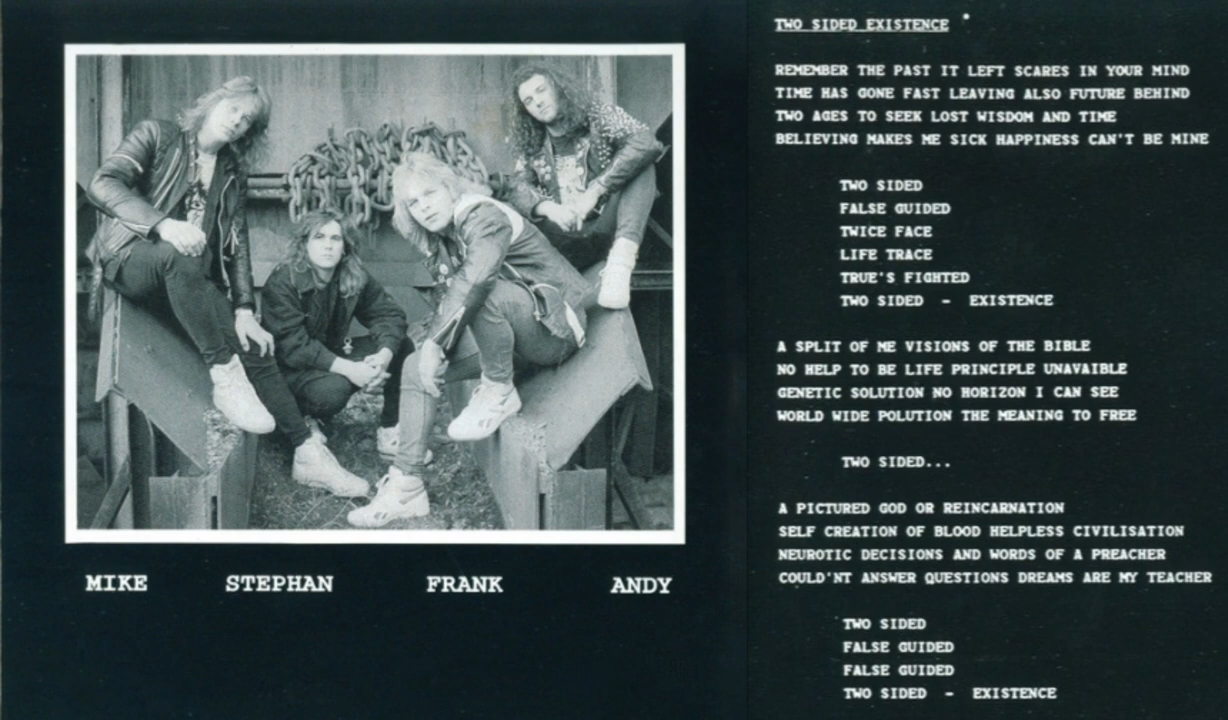 MIKE STEPHAN FRANK ANDY
TWO SIDED EXISTENCE *
REMEMBER THE PAST IT LEFT SCARES IN YOUR MIND
TIME HAS GONE FAST LEAVING ALSO FUTURE BEHIND
TWO AGES TO SEEK LOST WISDOM AND TIME
BELIEVING MAKES ME SICK HAPPINESS CAN'T BE MINE
TWO SIDED
FALSE GUIDED
TWICE FACE
LIFE TRACE
TRUE'S FIGHTED
TWO SIDED - EXISTENCE
A SPLIT OF ME VISIONS OF THE BIBLE
NO HELP TO BE LIFE PRINCIPLE UNAVAIBLE
GENETIC SOLUTION NO HORIZON I CAN SEE
WORLD WIDE POLUTION THE MEANING TO FREE
TWO SIDED...
A PICTURED GOD OR REINCARNATION
SELF CREATION OF BLOOD HELPLESS CIVILISATION
NEUROTIC DECISIONS AND WORDS OF A PREACHER
COULD'NT ANSWER QUESTIONS DREAMS ARE MY TEACHER
TWO SIDED
FALSE GUIDED
FALSE GUIDED
TWO SIDED - EXISTENCE